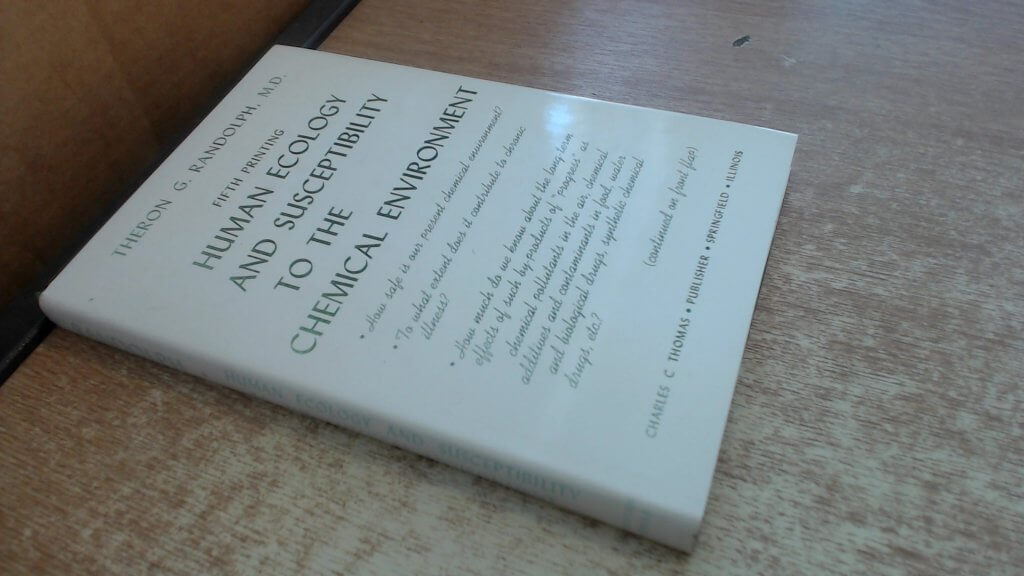 THERON G. RANDOLPH, M.D.
FIFTH PRINTING
HUMAN ECOLOGY
AND SUSCEPTIBILITY
TO THE
CHEMICAL ENVIRONMENT
• How safe is our present chemical environment?
• To what extent does it contribute to chronic
illness?
• How much do we know about the long-term
effects of such by-products of "progress" as
chemical pollutants in the air, chemical
additives and contaminants in food, water
and biological drugs, synthetic chemical
drugs, etc.?
(continued on front flap)
CHARLES C THOMAS • PUBLISHER • SPRINGFIELD • ILLINOIS
HUMAN ECOLOGY AND SUSCEPTIBILITY